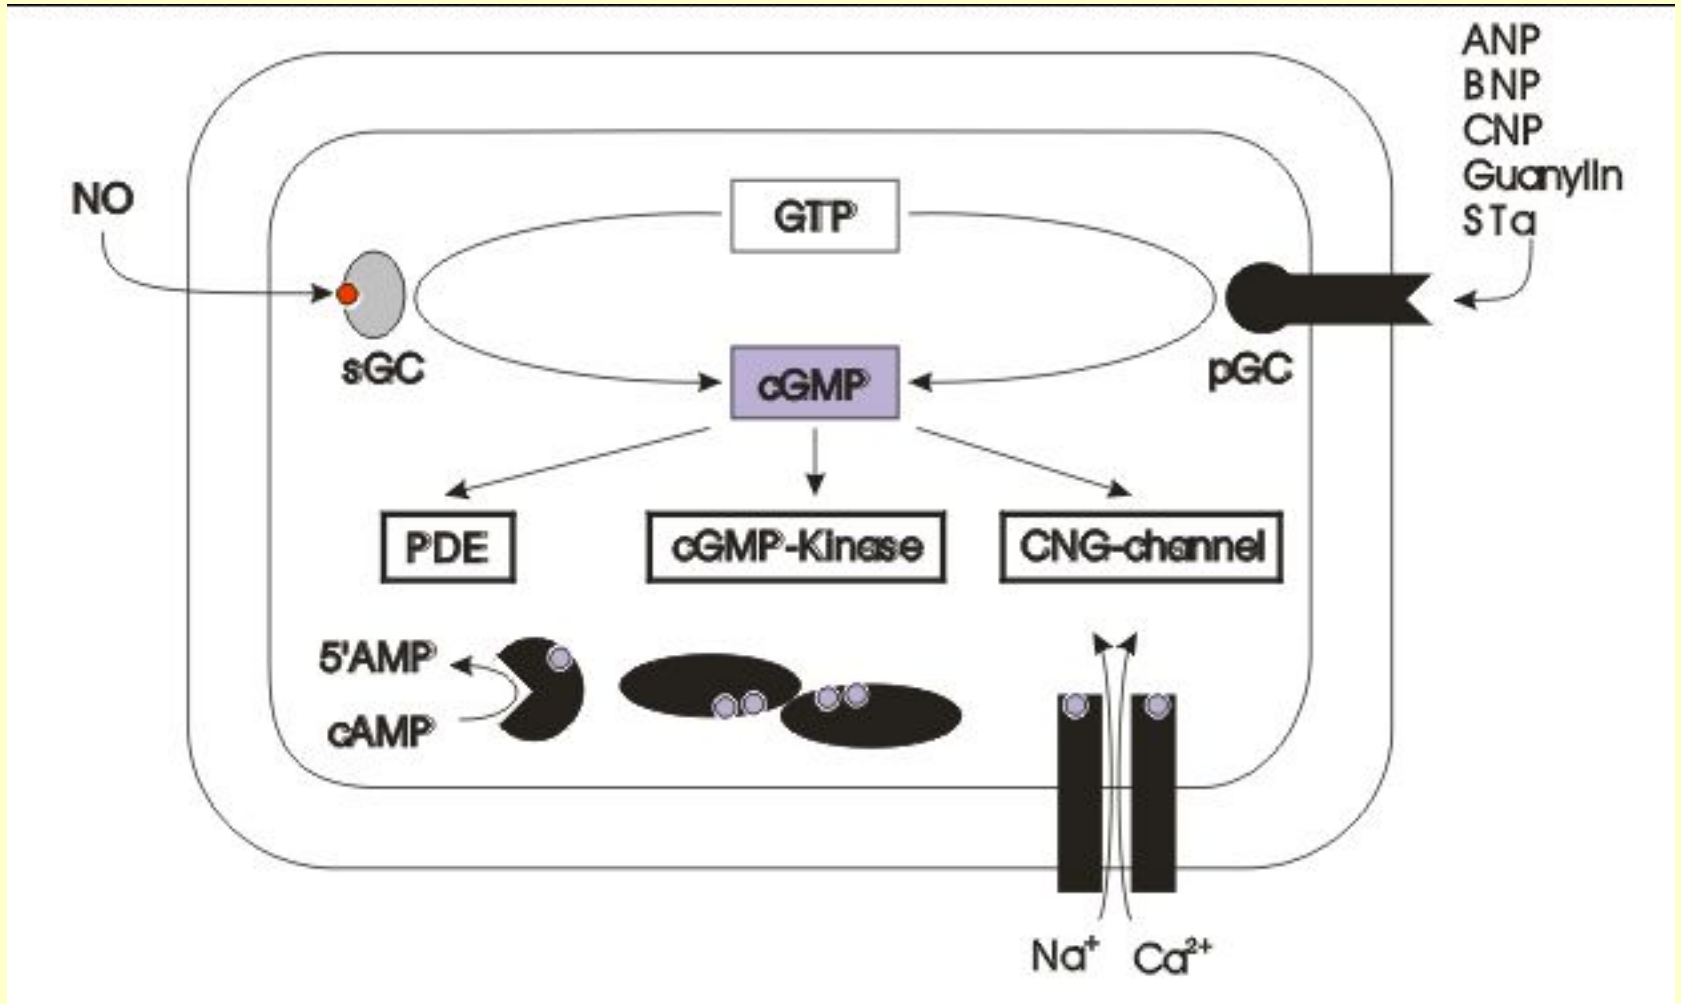 ANP
BNP
CNP
Guanylin
STa
NO
GTP
sGC
pGC
cGMP
PDE
cGMP-Kinase
CNG-channel
5'AMP
cAMP
Na⁺ Ca²⁺